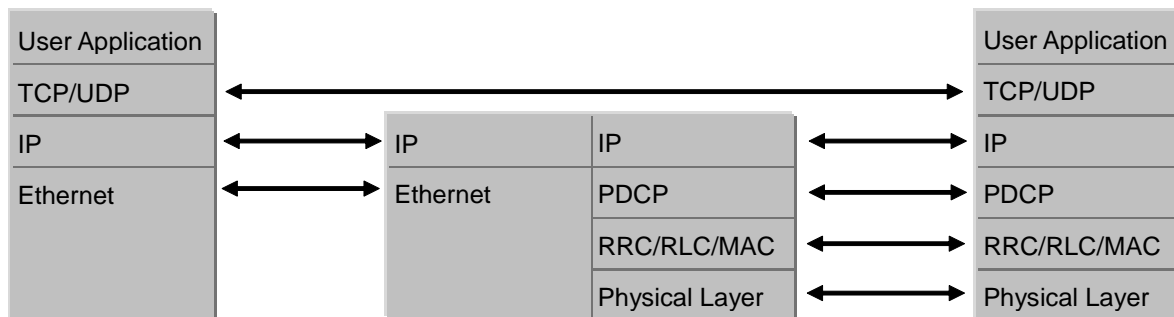 User Application
TCP/UDP
IP
Ethernet
IP
Ethernet
IP
PDCP
RRC/RLC/MAC
Physical Layer
User Application
TCP/UDP
IP
PDCP
RRC/RLC/MAC
Physical Layer